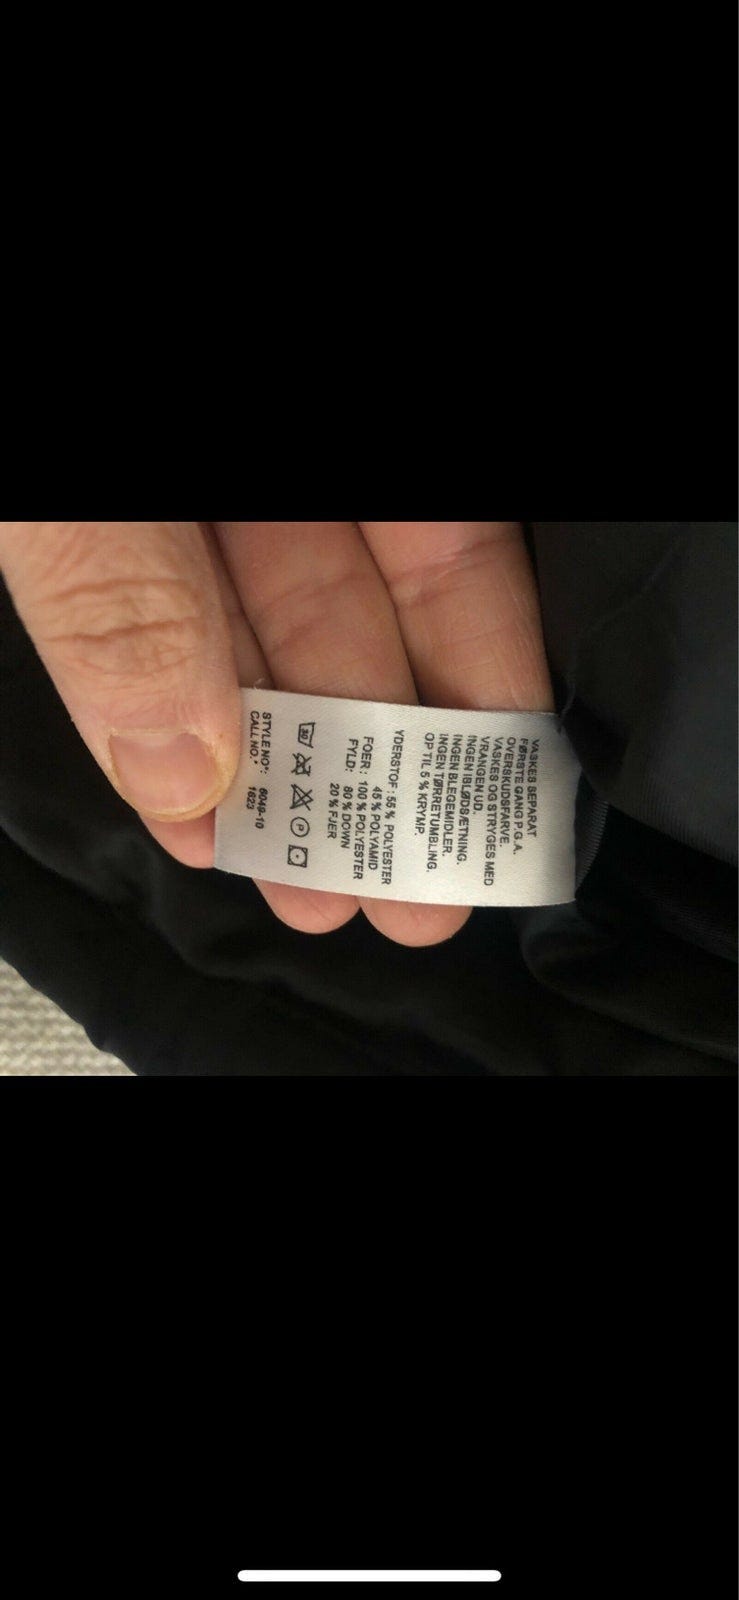 VASKES SEPARAT
FØRSTE GANG P.G.A.
OVERSKUDSFARVE.
VASKES OG STRYGES MED
VRANGEN UD.
INGEN IBLØDSÆTNING.
INGEN BLEGEMIDLER.
INGEN TØRRETUMBLING.
OP TIL 5 % KRYMP.
YDERSTOF: 55 % POLYESTER
45 % POLYAMID
FOER: 100 % POLYESTER
FYLD: 80 % DOWN
20 % FJER
30 P
STYLE NO*: 6049-10
CALL NO.* 1623